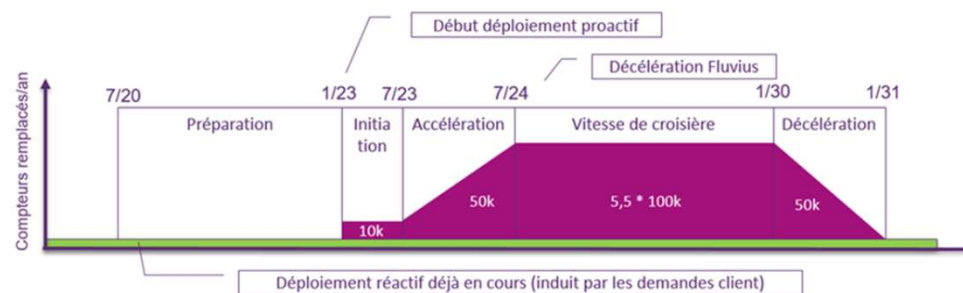 Début déploiement proactif
Décélération Fluvius
7/20
1/23
7/23
7/24
1/30
1/31
Préparation
Initia
tion
Accélération
Vitesse de croisière
Décélération
Compteurs remplacés/an
10k
50k
5,5 * 100k
50k
Déploiement réactif déjà en cours (induit par les demandes client)